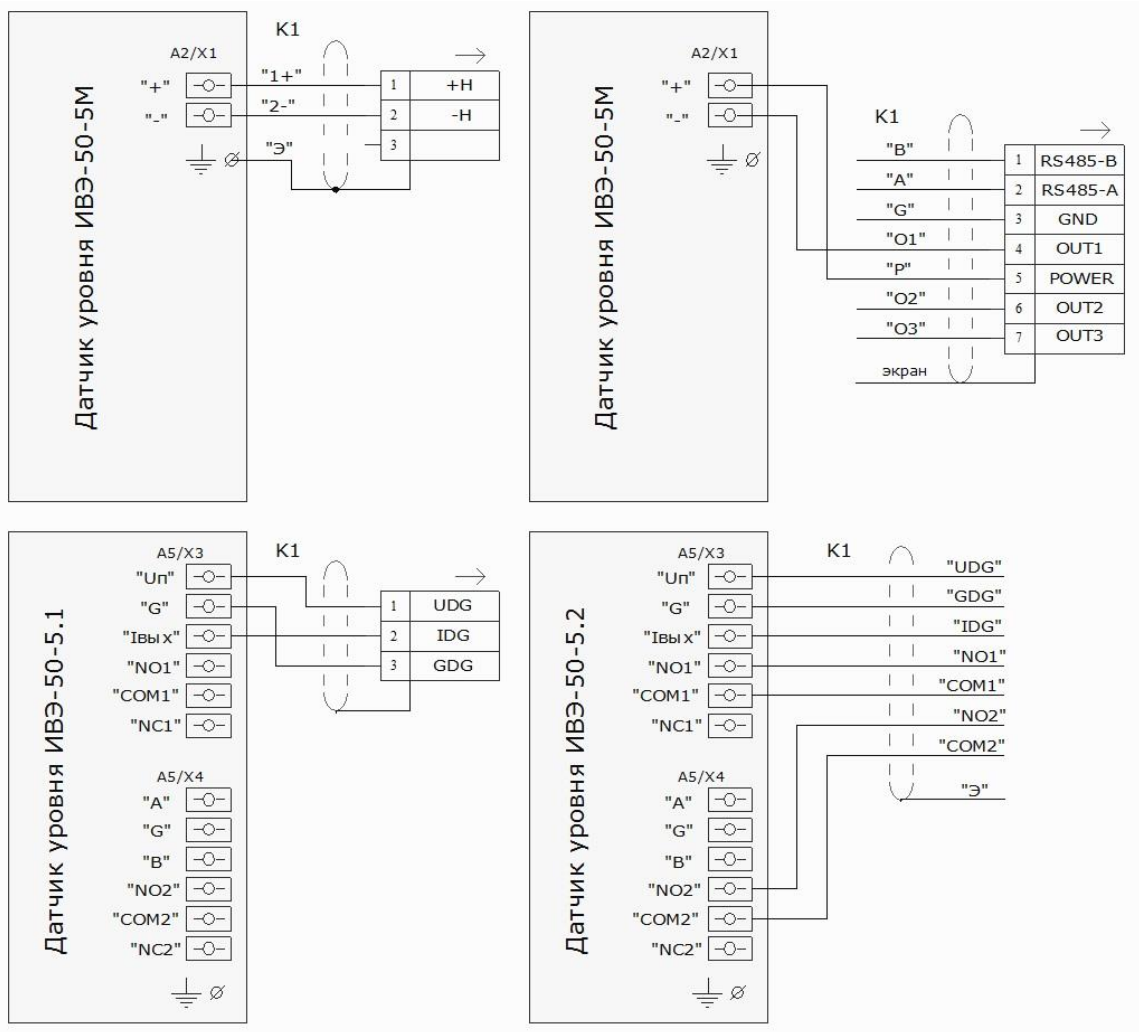 Датчик уровня ИВЭ-50-5М
A2/X1
K1
"+"
"1+"
1
+H
"-"
"2-"
2
-H
"Э"
3
Датчик уровня ИВЭ-50-5М
A2/X1
"+"
"-"
K1
"B"
1
RS485-B
"A"
2
RS485-A
"G"
3
GND
"O1"
4
OUT1
"P"
5
POWER
"O2"
6
OUT2
"O3"
7
OUT3
экран
Датчик уровня ИВЭ-50-5.1
A5/X3
K1
"Uп"
"G"
1
UDG
"Iвых"
2
IDG
"NO1"
3
GDG
"COM1"
"NC1"
A5/X4
"A"
"G"
"B"
"NO2"
"COM2"
"NC2"
Датчик уровня ИВЭ-50-5.2
A5/X3
K1
"Uп"
"UDG"
"G"
"GDG"
"Iвых"
"IDG"
"NO1"
"NO1"
"COM1"
"COM1"
"NC1"
"NO2"
"COM2"
A5/X4
"Э"
"A"
"G"
"B"
"NO2"
"COM2"
"NC2"